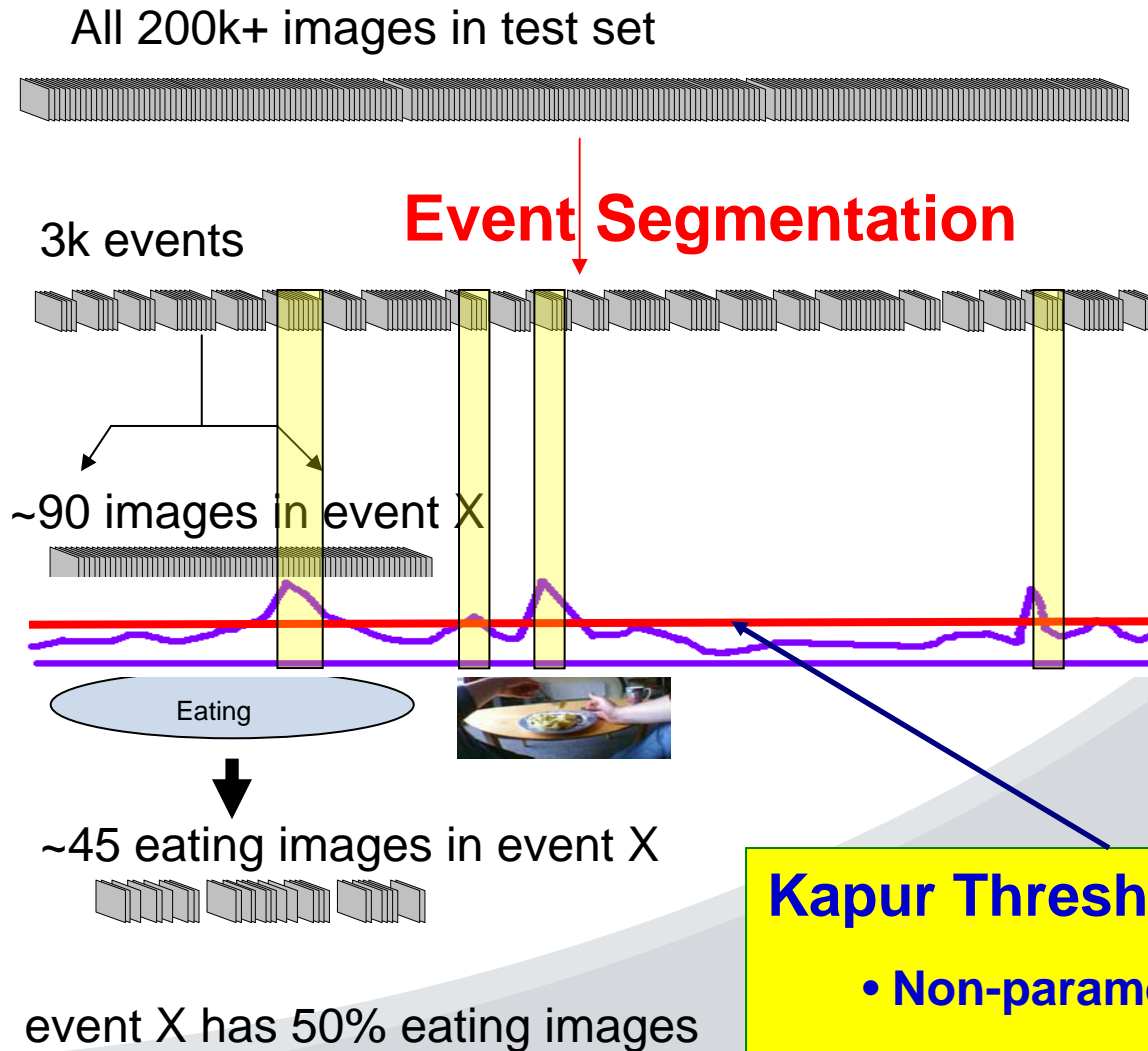 All 200k+ images in test set
Event Segmentation
3k events
~90 images in event X
Eating
~45 eating images in event X
Kapur Thresh
• Non-parame
event X has 50% eating images